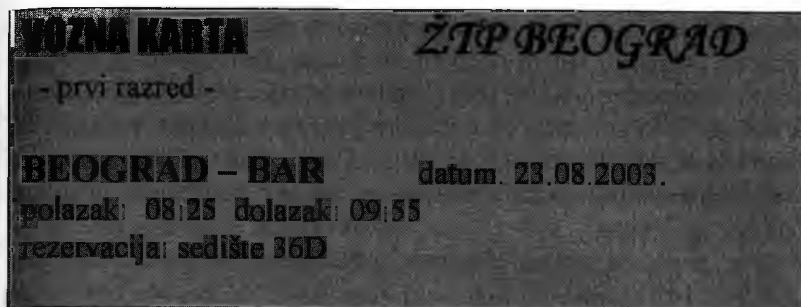 VOZNA KARTA ŽTP BEOGRAD
- prvi razred -
BEOGRAD – BAR datum. 23.08.2003.
polazak: 08:25 dolazak: 09:55
rezervacija: sedište 36D